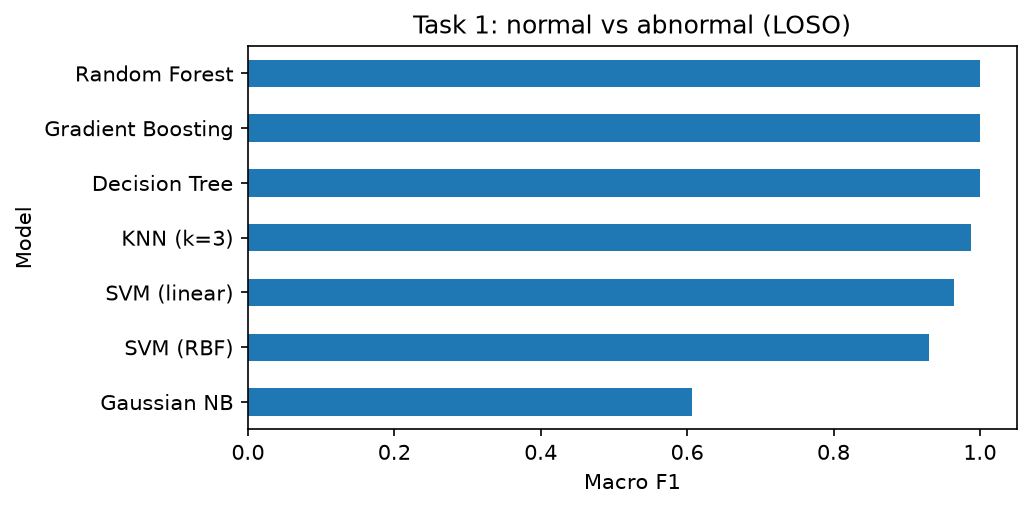 Task 1: normal vs abnormal (LOSO)
Model
Random Forest
Gradient Boosting
Decision Tree
KNN (k=3)
SVM (linear)
SVM (RBF)
Gaussian NB
0.0 0.2 0.4 0.6 0.8 1.0
Macro F1